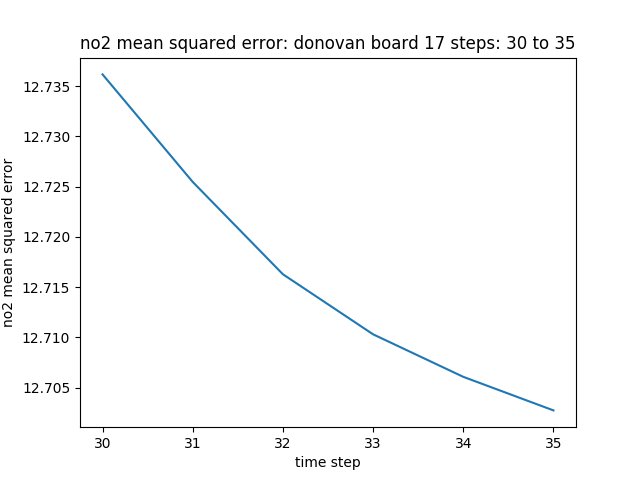 no2 mean squared error: donovan board 17 steps: 30 to 35
no2 mean squared error
12.735
12.730
12.725
12.720
12.715
12.710
12.705
30 31 32 33 34 35
time step